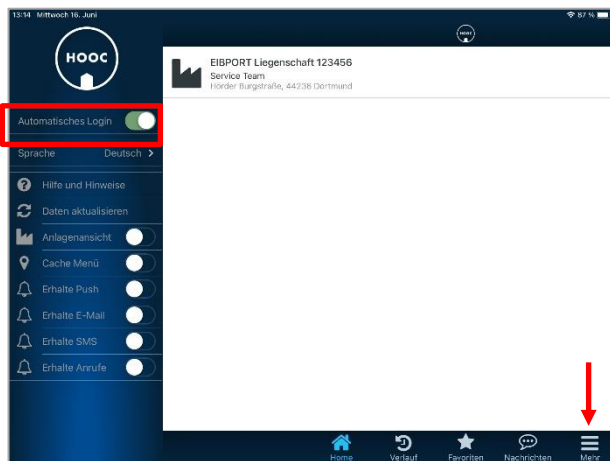 13:14 Mittwoch 16. Juni
87 %
HOOC
HOOC
EIBPORT Liegenschaft 123456
Service Team
Hörder Burgstraße, 44236 Dortmund
Automatisches Login
Sprache Deutsch
Hilfe und Hinweise
Daten aktualisieren
Anlagenansicht
Cache Menü
Erhalte Push
Erhalte E-Mail
Erhalte SMS
Erhalte Anrufe
Home Verlauf Favoriten Nachrichten Mehr